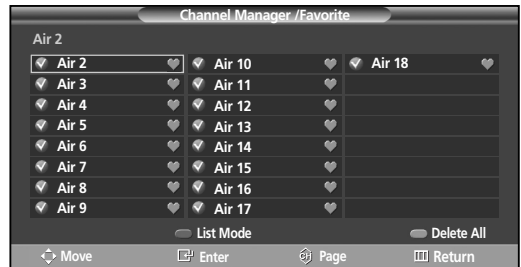 Channel Manager /Favorite
Air 2
Air 2 Air 10 Air 18
Air 3 Air 11
Air 4 Air 12
Air 5 Air 13
Air 6 Air 14
Air 7 Air 15
Air 8 Air 16
Air 9 Air 17
List Mode Delete All
Move Enter CH Page Return